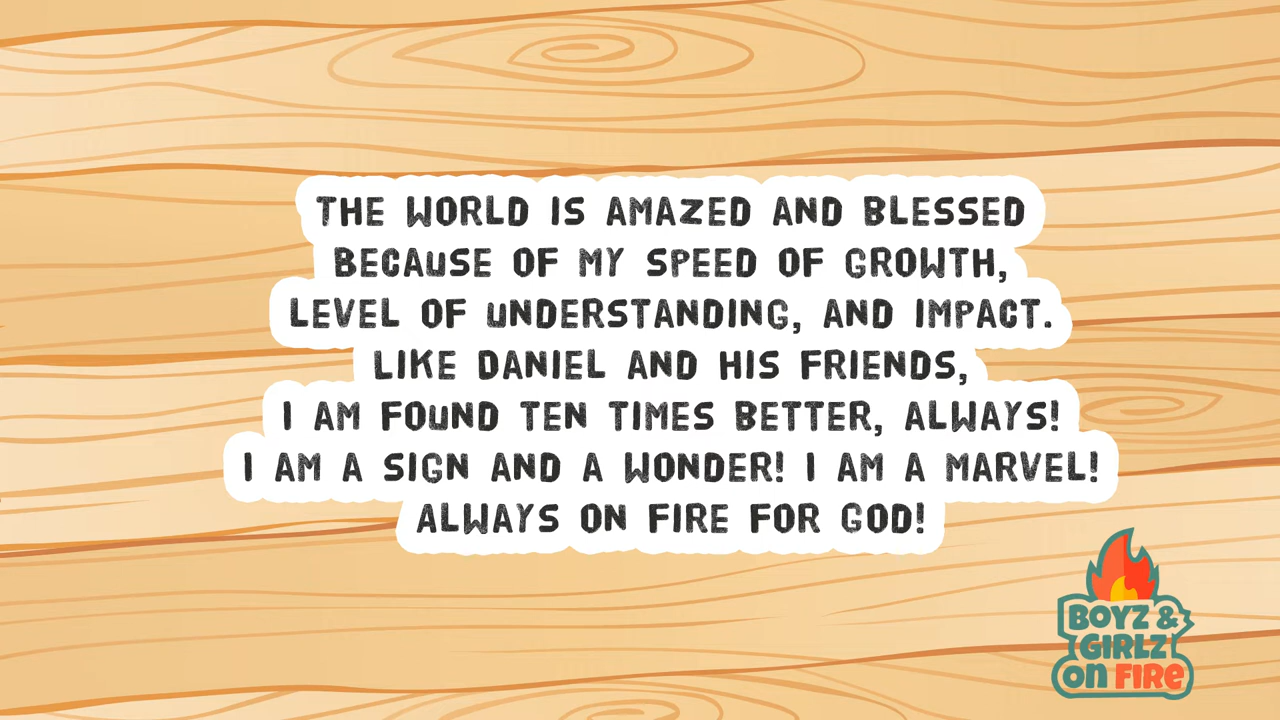 THE WORLD IS AMAZED AND BLESSED
BECAUSE OF MY SPEED OF GROWTH,
LEVEL OF UNDERSTANDING, AND IMPACT.
LIKE DANIEL AND HIS FRIENDS,
I AM FOUND TEN TIMES BETTER, ALWAYS!
I AM A SIGN AND A WONDER! I AM A MARVEL!
ALWAYS ON FIRE FOR GOD!
BOYZ &
GIRLZ
on FIRe